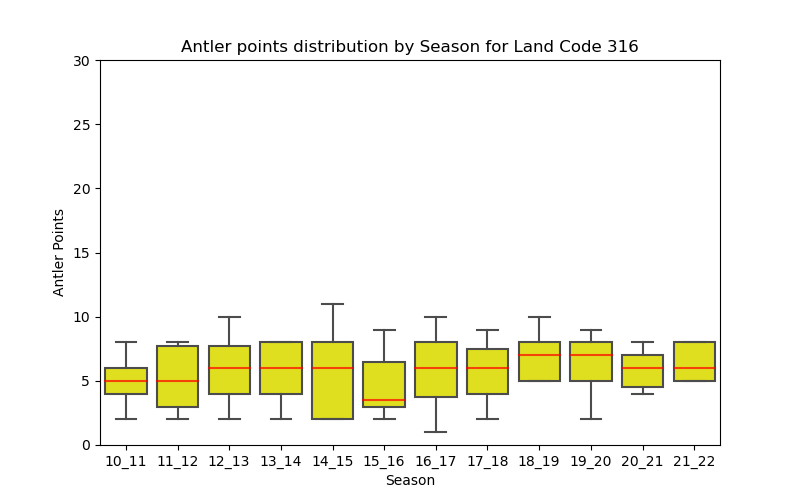 Antler points distribution by Season for Land Code 316
Antler Points
30
25
20
15
10
5
0
10_11 11_12 12_13 13_14 14_15 15_16 16_17 17_18 18_19 19_20 20_21 21_22
Season